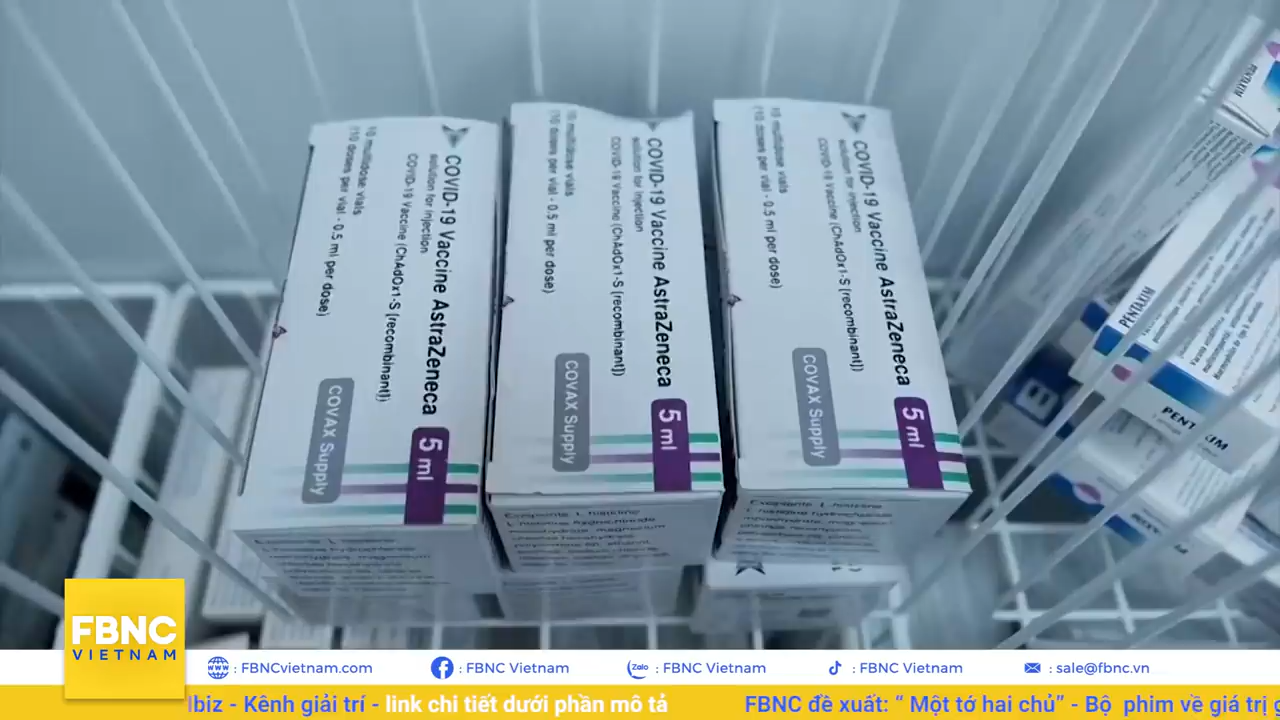 COVID-19 Vaccine AstraZeneca 5 ml
solution for injection
COVID-19 Vaccine (ChAdOx1-S [recombinant])
10 multidose vials
(10 doses per vial - 0.5 ml per dose)
COVAX Supply
COVID-19 Vaccine AstraZeneca 5 ml
solution for injection
COVID-19 Vaccine (ChAdOx1-S [recombinant])
10 multidose vials
(10 doses per vial - 0.5 ml per dose)
COVAX Supply
COVID-19 Vaccine AstraZeneca 5 ml
solution for injection
COVID-19 Vaccine (ChAdOx1-S [recombinant])
10 multidose vials
(10 doses per vial - 0.5 ml per dose)
COVAX Supply
PENTAXIM
PENTAXIM
PENTAXIM
FBNC
VIETNAM
: FBNCvietnam.com
: FBNC Vietnam
Zalo : FBNC Vietnam
: FBNC Vietnam
: sale@fbnc.vn
lbiz - Kênh giải trí - link chi tiết dưới phần mô tả
FBNC đề xuất: “ Một tớ hai chủ” - Bộ phim về giá trị